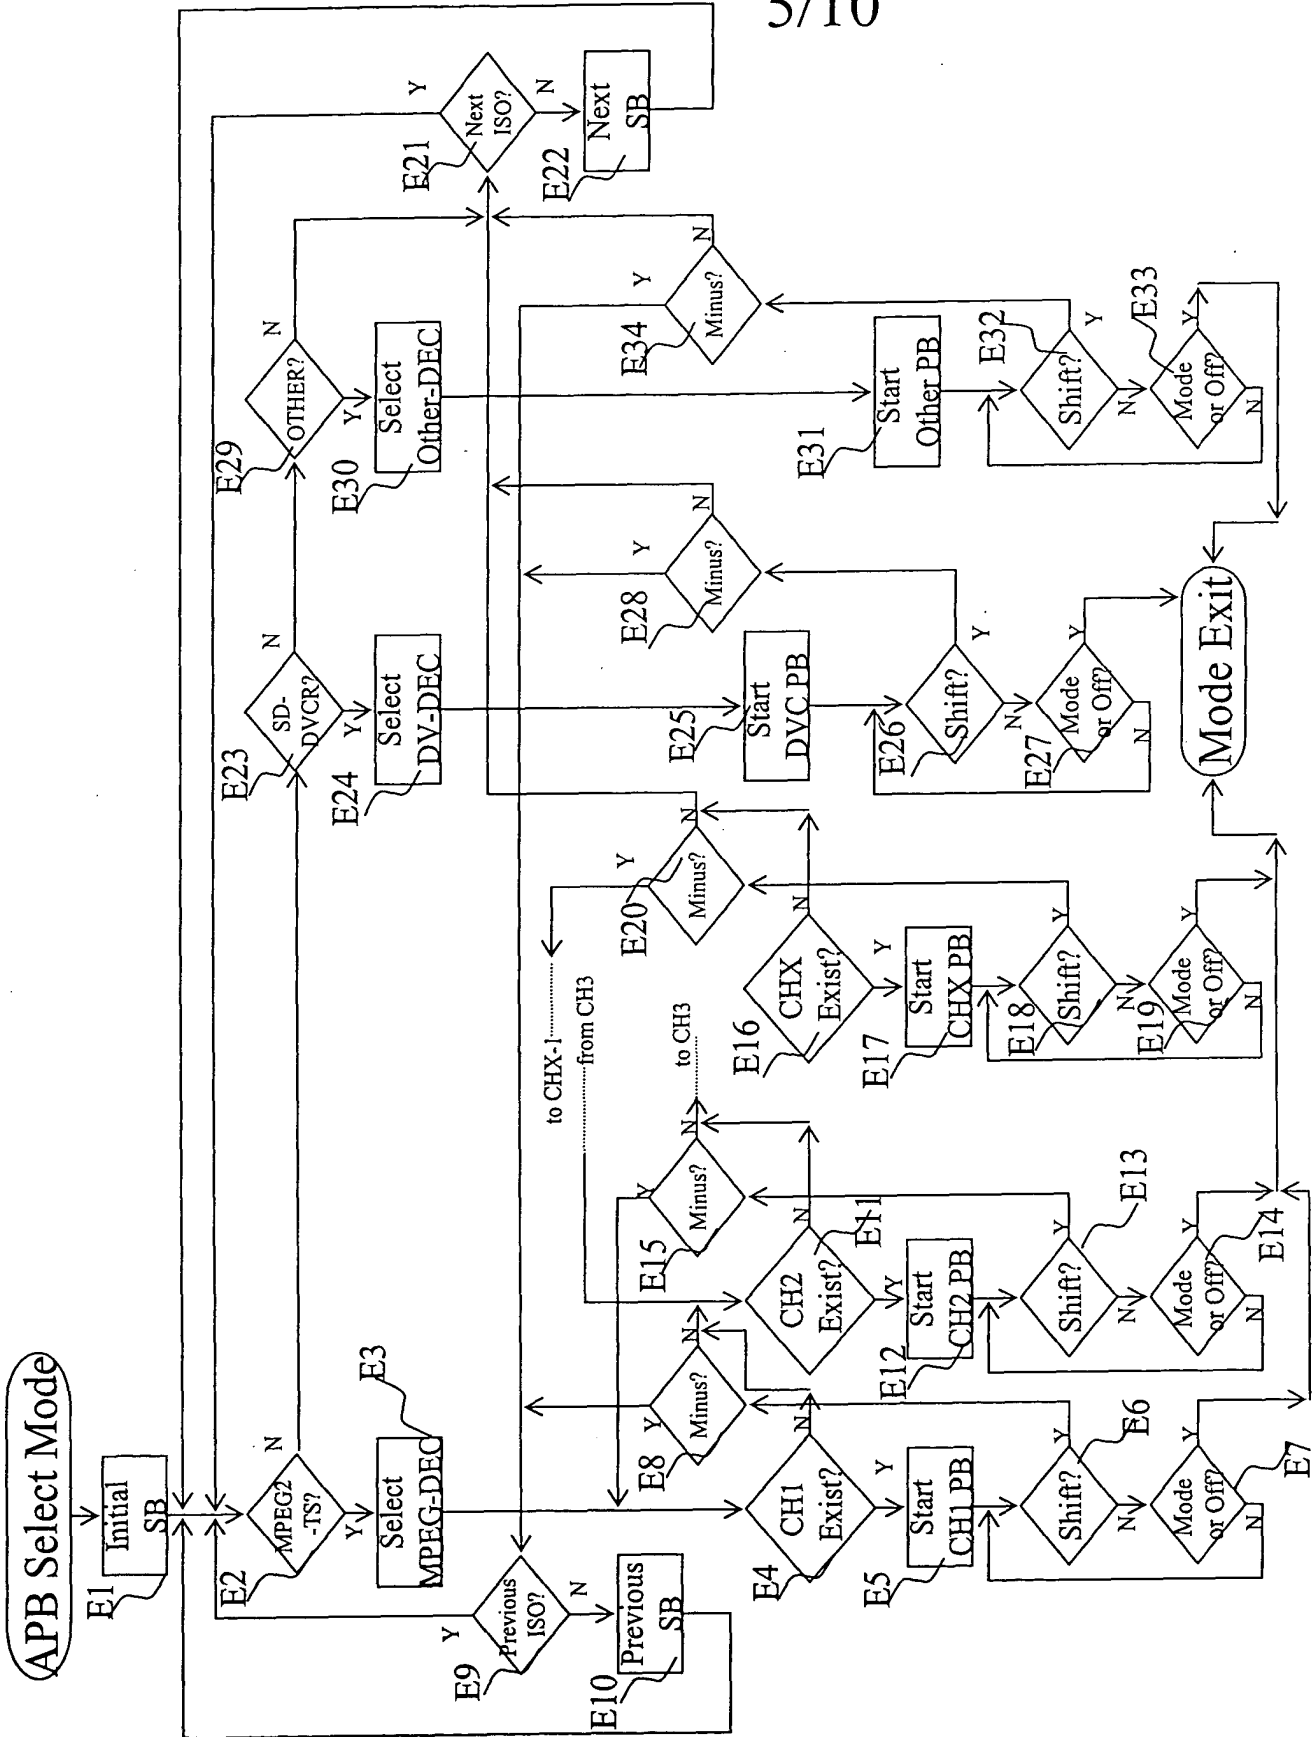 5/10
APB Select Mode
E1
Initial
SB
E2
MPEG2
-TS?
N
Y
E3
Select
MPEG-DEC
E23
SD-
DVCR?
N
Y
E24
Select
DV-DEC
E29
OTHER?
N
Y
E30
Select
Other-DEC
E9
Previous
ISO?
Y
N
E10
Previous
SB
E21
Next
ISO?
Y
N
E22
Next
SB
to CHX-1
from CH3
to CH3
E8
Minus?
Y
N
E15
Minus?
Y
N
E20
Minus?
Y
N
E28
Minus?
Y
N
E34
Minus?
Y
N
E4
CH1
Exist?
N
Y
E5
Start
CH1 PB
E6
Shift?
Y
N
E7
Mode
or Off?
Y
N
E11
CH2
Exist?
N
Y
E12
Start
CH2 PB
E13
Shift?
Y
N
E14
Mode
or Off?
Y
N
E16
CHX
Exist?
N
Y
E17
Start
CHX PB
E18
Shift?
Y
N
E19
Mode
or Off?
Y
N
E25
Start
DVC PB
E26
Shift?
Y
N
E27
Mode
or Off?
Y
N
E31
Start
Other PB
E32
Shift?
Y
N
E33
Mode
or Off?
Y
N
Mode Exit